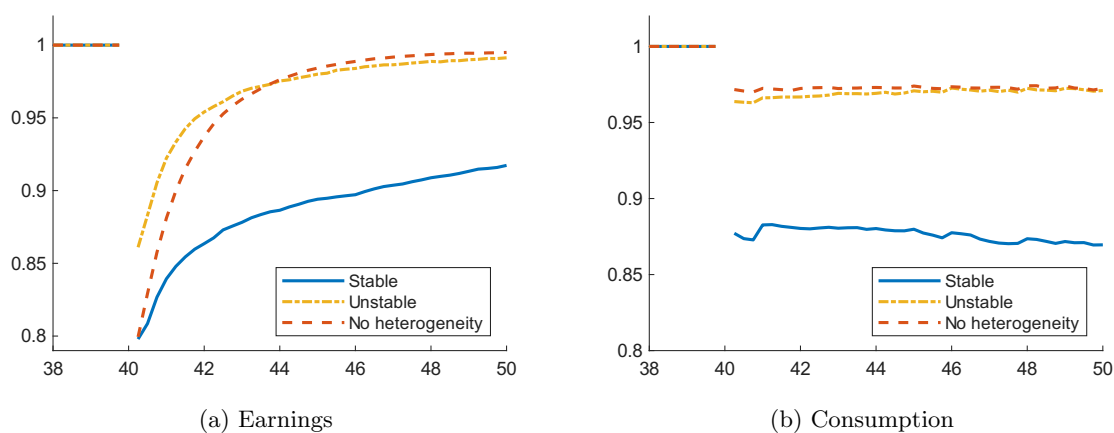 1
0.95
0.9
0.85
0.8
38 40 42 44 46 48 50
Stable
Unstable
No heterogeneity
(a) Earnings
1
0.95
0.9
0.85
0.8
38 40 42 44 46 48 50
Stable
Unstable
No heterogeneity
(b) Consumption